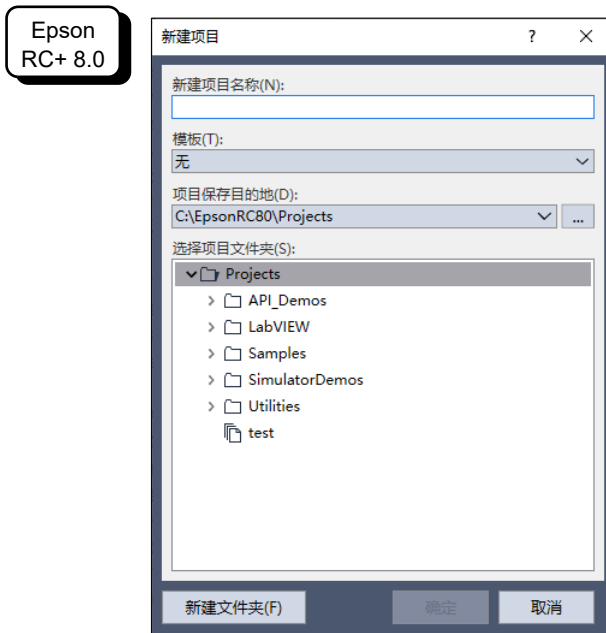 Epson
RC+ 8.0
新建项目
?
新建项目名称(N):
模板(T):
无
项目保存目的地(D):
C:\EpsonRC80\Projects
...
选择项目文件夹(S):
Projects
API_Demos
LabVIEW
Samples
SimulatorDemos
Utilities
test
新建文件夹(F)
确定
取消